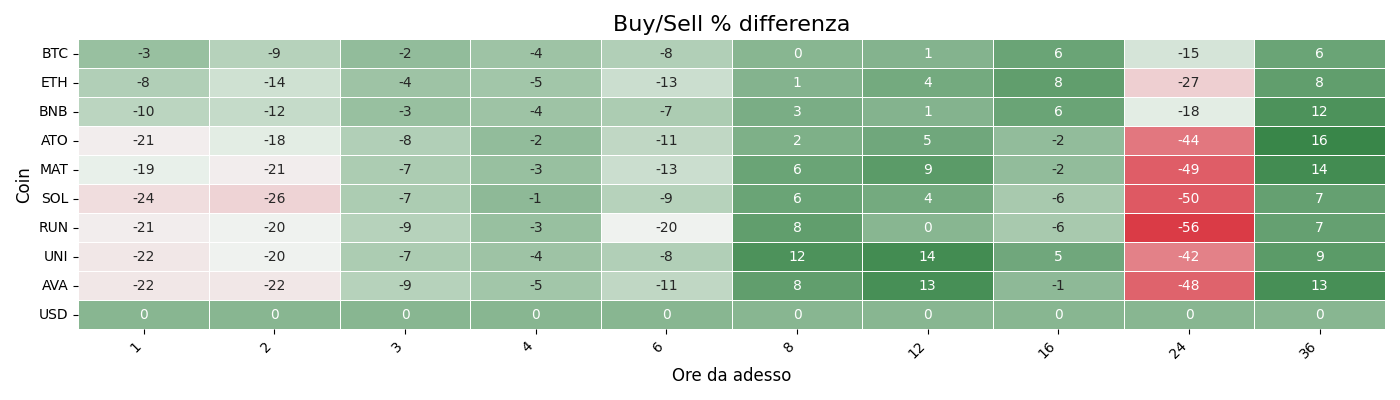 Buy/Sell % differenza
BTC -3 -9 -2 -4 -8 0 1 6 -15 6
ETH -8 -14 -4 -5 -13 1 4 8 -27 8
BNB -10 -12 -3 -4 -7 3 1 6 -18 12
ATO -21 -18 -8 -2 -11 2 5 -2 -44 16
MAT -19 -21 -7 -3 -13 6 9 -2 -49 14
SOL -24 -26 -7 -1 -9 6 4 -6 -50 7
RUN -21 -20 -9 -3 -20 8 0 -6 -56 7
UNI -22 -20 -7 -4 -8 12 14 5 -42 9
AVA -22 -22 -9 -5 -11 8 13 -1 -48 13
USD 0 0 0 0 0 0 0 0 0 0
Coin
1 2 3 4 6 8 12 16 24 36
Ore da adesso